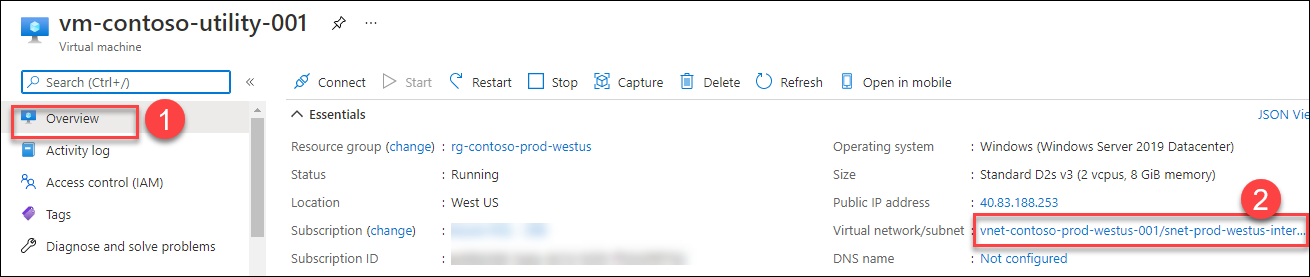 vm-contoso-utility-001 ...
Virtual machine
Search (Ctrl+/) «
Connect Start Restart Stop Capture Delete Refresh Open in mobile
Overview 1
Activity log
Access control (IAM)
Tags
Diagnose and solve problems
Essentials JSON Vie
Resource group (change) : rg-contoso-prod-westus
Status : Running
Location : West US
Subscription (change) :
Subscription ID :
Operating system : Windows (Windows Server 2019 Datacenter)
Size : Standard D2s v3 (2 vcpus, 8 GiB memory)
Public IP address : 40.83.188.253
2
Virtual network/subnet : vnet-contoso-prod-westus-001/snet-prod-westus-inter...
DNS name : Not configured